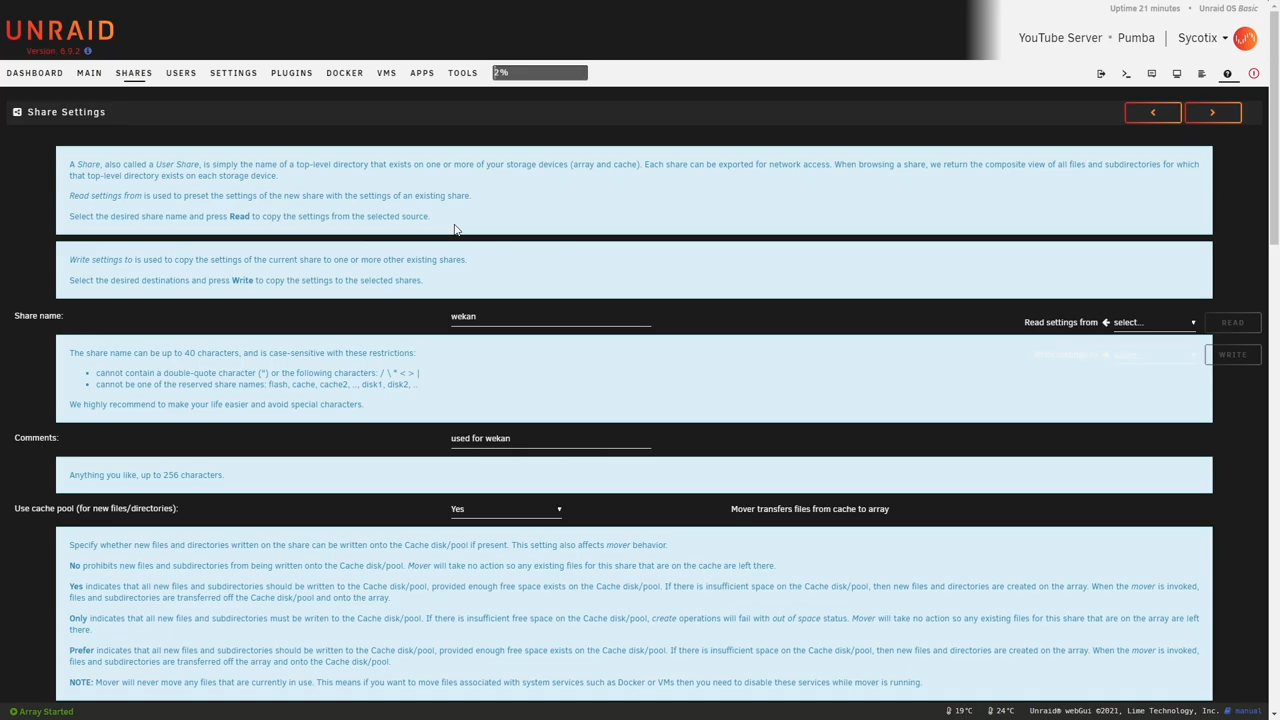 Uptime 21 minutes • Unraid OS Basic
UNRAID
Version: 6.9.2
YouTube Server • Pumba
Sycotix
DASHBOARD MAIN SHARES USERS SETTINGS PLUGINS DOCKER VMS APPS TOOLS 2%
Share Settings
A Share, also called a User Share, is simply the name of a top-level directory that exists on one or more of your storage devices (array and cache). Each share can be exported for network access. When browsing a share, we return the composite view of all files and subdirectories for which
that top-level directory exists on each storage device.
Read settings from is used to preset the settings of the new share with the settings of an existing share.
Select the desired share name and press Read to copy the settings from the selected source.
Write settings to is used to copy the settings of the current share to one or more other existing shares.
Select the desired destinations and press Write to copy the settings to the selected shares.
Share name: wekan
Read settings from select... READ
The share name can be up to 40 characters, and is case-sensitive with these restrictions:
WRITE
• cannot contain a double-quote character (") or the following characters: / \ * < > |
• cannot be one of the reserved share names: flash, cache, cache2, .., disk1, disk2, ..
We highly recommend to make your life easier and avoid special characters.
Comments: used for wekan
Anything you like, up to 256 characters.
Use cache pool (for new files/directories): Yes Mover transfers files from cache to array
Specify whether new files and directories written on the share can be written onto the Cache disk/pool if present. This setting also affects mover behavior.
No prohibits new files and subdirectories from being written onto the Cache disk/pool. Mover will take no action so any existing files for this share that are on the cache are left there.
Yes indicates that all new files and subdirectories should be written to the Cache disk/pool, provided enough free space exists on the Cache disk/pool. If there is insufficient space on the Cache disk/pool, then new files and directories are created on the array. When the mover is invoked,
files and subdirectories are transferred off the Cache disk/pool and onto the array.
Only indicates that all new files and subdirectories must be writen to the Cache disk/pool. If there is insufficient free space on the Cache disk/pool, create operations will fail with out of space status. Mover will take no action so any existing files for this share that are on the array are left
there.
Prefer indicates that all new files and subdirectories should be written to the Cache disk/pool, provided enough free space exists on the Cache disk/pool. If there is insufficient space on the Cache disk/pool, then new files and directories are created on the array. When the mover is invoked,
files and subdirectories are transferred off the array and onto the Cache disk/pool.
NOTE: Mover will never move any files that are currently in use. This means if you want to move files associated with system services such as Docker or VMs then you need to disable these services while mover is running.
Array Started
19°C 24°C Unraid® webGui ©2021, Lime Technology, Inc. manual